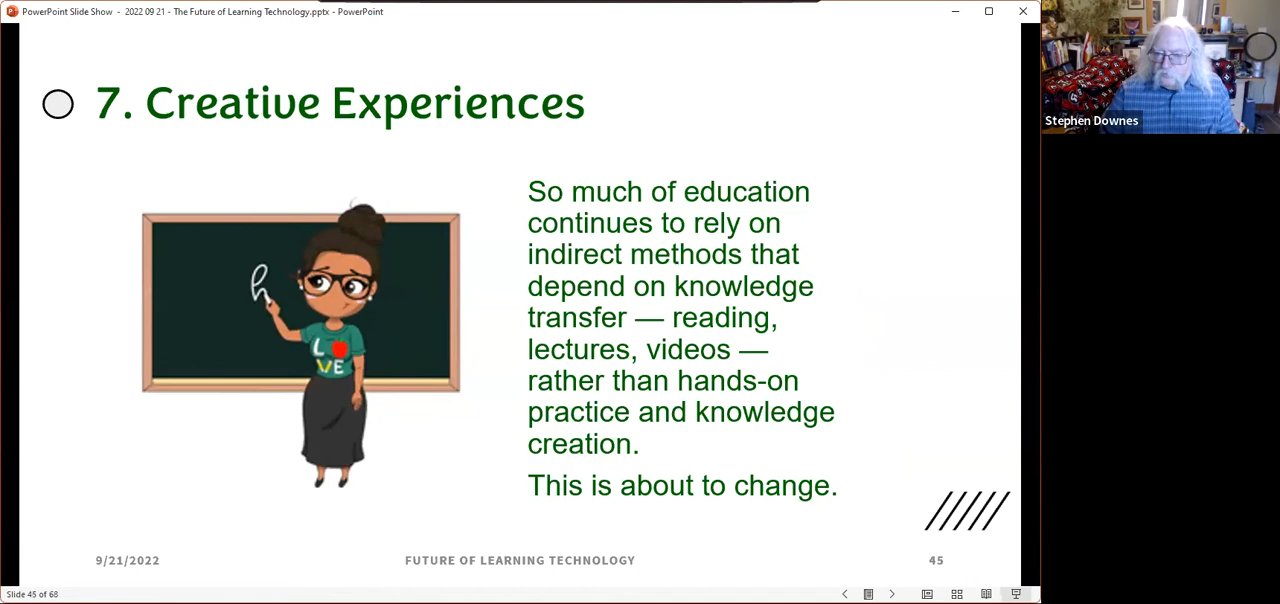 PowerPoint Slide Show - 2022 09 21 - The Future of Learning Technology.pptx - PowerPoint
Stephen Downes
7. Creative Experiences
h
L
VE
So much of education
continues to rely on
indirect methods that
depend on knowledge
transfer — reading,
lectures, videos —
rather than hands-on
practice and knowledge
creation.
This is about to change.
9/21/2022
FUTURE OF LEARNING TECHNOLOGY
45
Slide 45 of 68